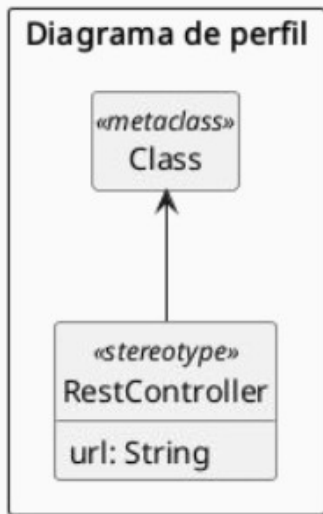 Diagrama de perfil
«metaclass»
Class
«stereotype»
RestController
url: String